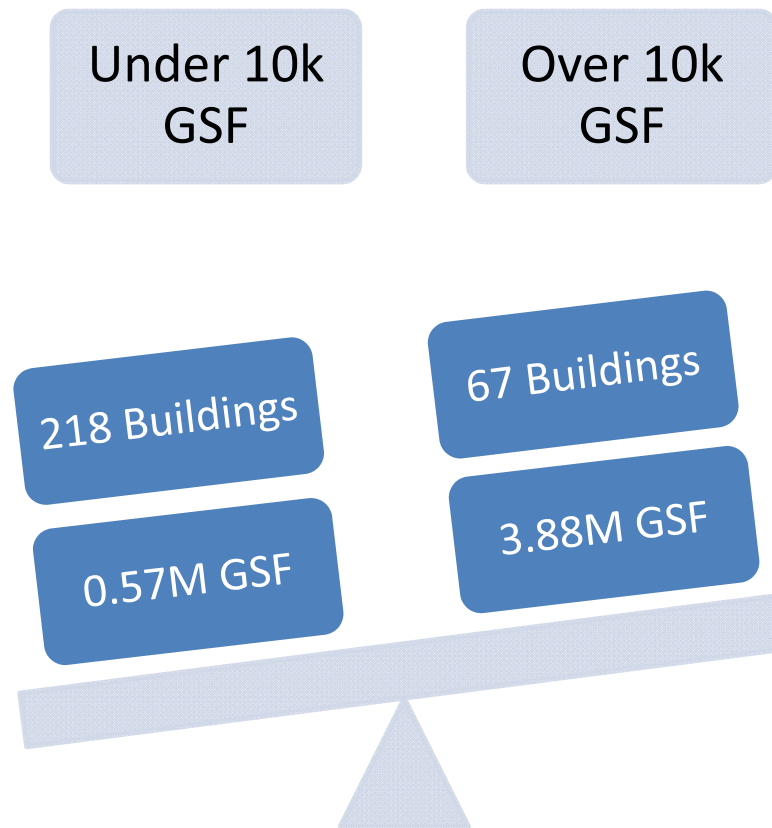 Under 10k
GSF
Over 10k
GSF
218 Buildings
0.57M GSF
67 Buildings
3.88M GSF